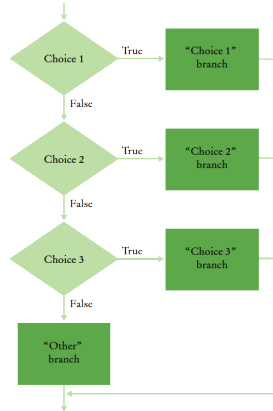 Choice 1
True
“Choice 1”
branch
False
Choice 2
True
“Choice 2”
branch
False
Choice 3
True
“Choice 3”
branch
False
“Other”
branch